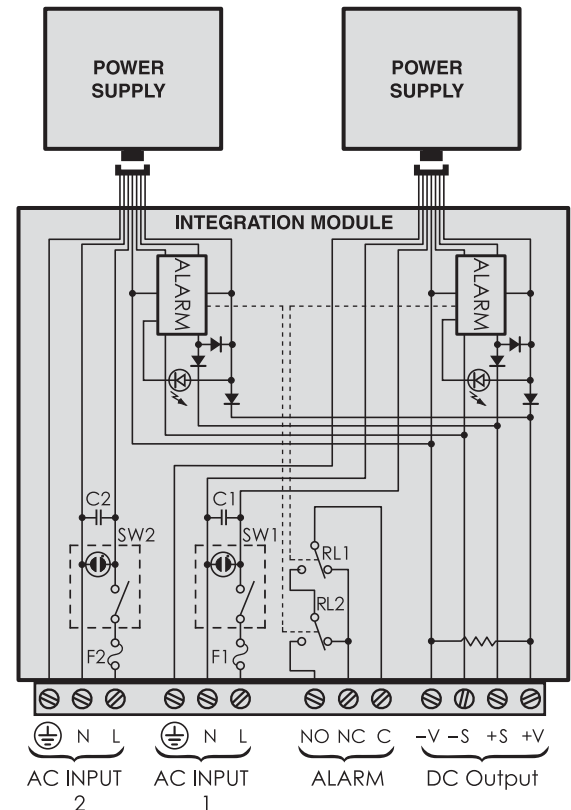 POWER
SUPPLY
POWER
SUPPLY
INTEGRATION MODULE
ALARM
ALARM
C2
C1
SW2
SW1
RL1
RL2
F2
F1
N L
N L
NO NC C
–V –S +S +V
AC INPUT
2
AC INPUT
1
ALARM
DC Output